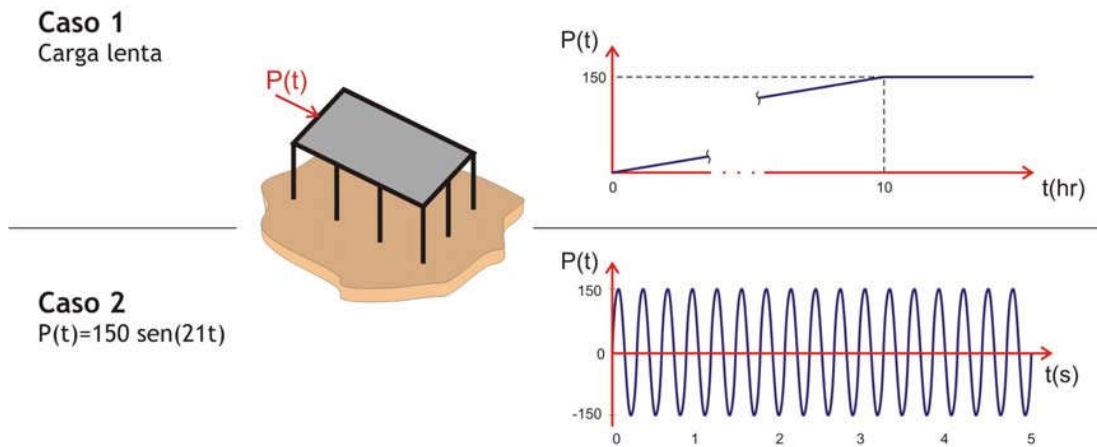 Caso 1
Carga lenta
P(t)
P(t)
150
0
10
t(hr)
Caso 2
P(t)=150 sen(21t)
P(t)
150
0
-150
t(s)
0 1 2 3 4 5